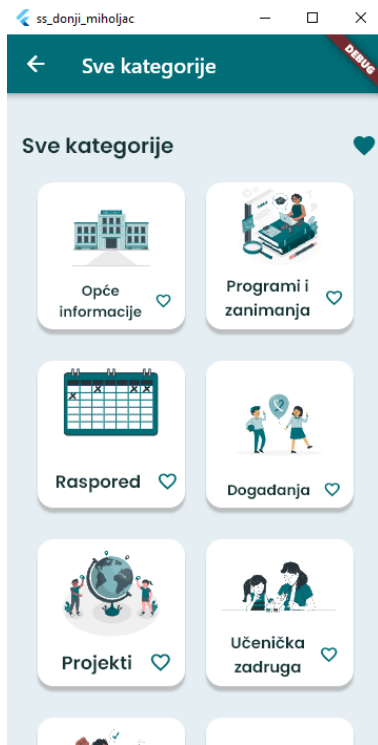 ss_donji_miholjac
DEBUG
Sve kategorije
Sve kategorije
Opće
informacije
Programi i
zanimanja
Raspored
Događanja
Projekti
Učenička
zadruga